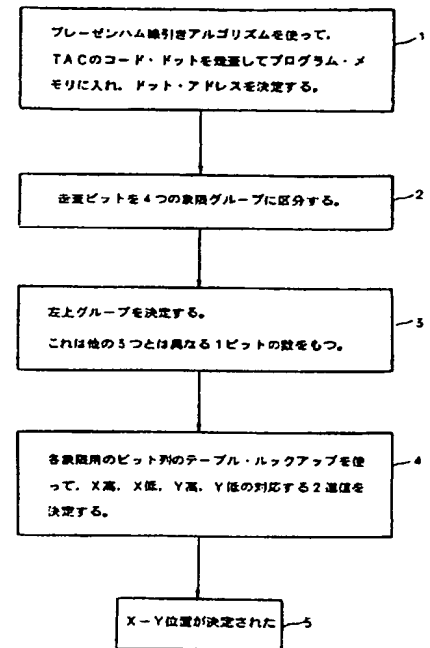 ブレーゼンハム線引きアルゴリズムを使って，
TACのコード・ドットを走査してプログラム・メ
モリに入れ，ドット・アドレスを決定する。
1
走査ビットを4つの象限グループに区分する。
2
左上グループを決定する。
これは他の3つとは異なる1ビットの数をもつ。
3
各象限用のビット列のテーブル・ルックアップを使
って，X高，X低，Y高，Y低の対応する2進値を
決定する。
4
X－Y位置が決定された
5